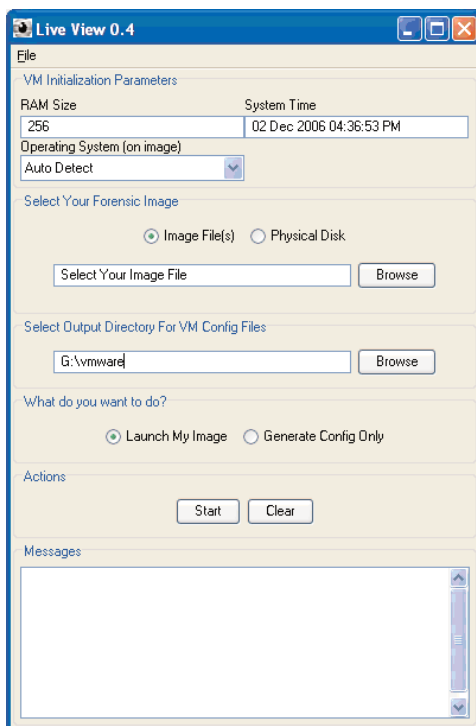 Live View 0.4
File
VM Initialization Parameters
RAM Size System Time
256 02 Dec 2006 04:36:53 PM
Operating System (on image)
Auto Detect
Select Your Forensic Image
Image File(s) Physical Disk
Select Your Image File Browse
Select Output Directory For VM Config Files
G:\vmware Browse
What do you want to do?
Launch My Image Generate Config Only
Actions
Start Clear
Messages